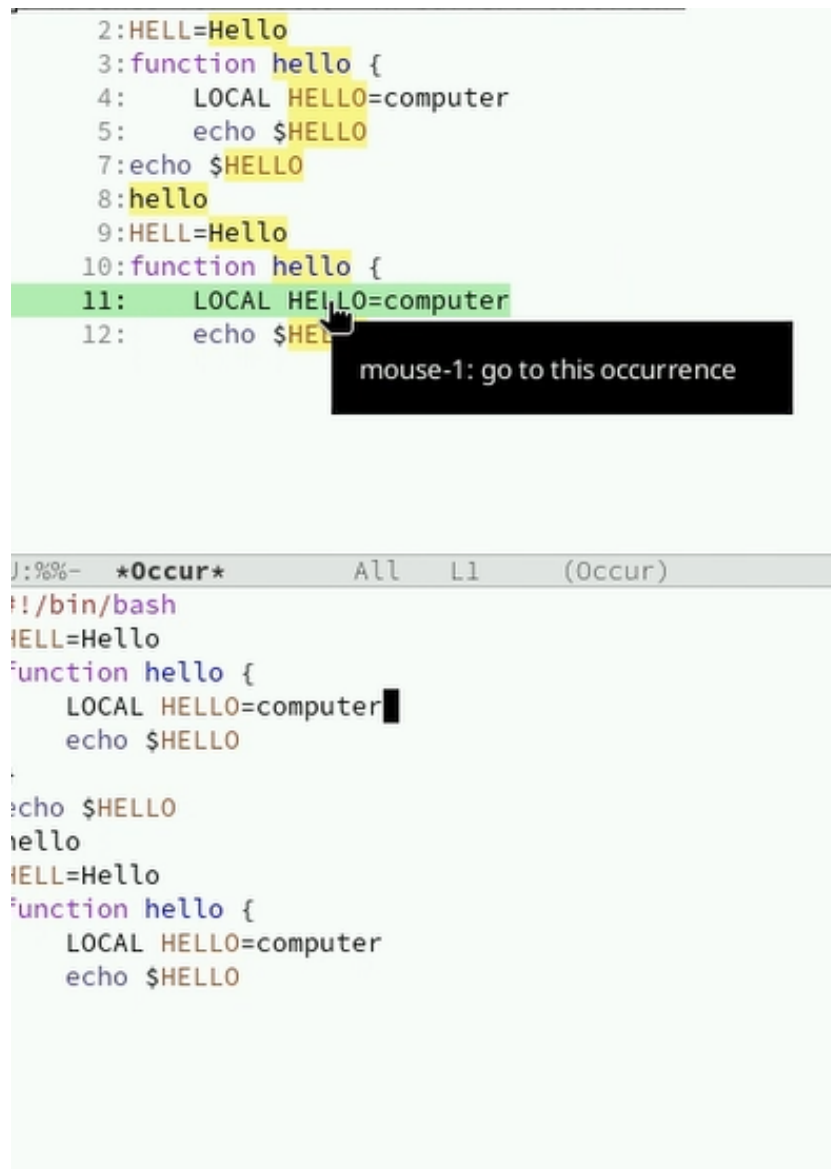 2:HELL=Hello
3:function hello {
4:    LOCAL HELLO=computer
5:    echo $HELLO
7:echo $HELLO
8:hello
9:HELL=Hello
10:function hello {
11:    LOCAL HELLO=computer
12:    echo $HEL
mouse-1: go to this occurrence
:%%-  *Occur*        All   L1     (Occur)
!/bin/bash
HELL=Hello
function hello {
    LOCAL HELLO=computer
    echo $HELLO
echo $HELLO
hello
HELL=Hello
function hello {
    LOCAL HELLO=computer
    echo $HELLO